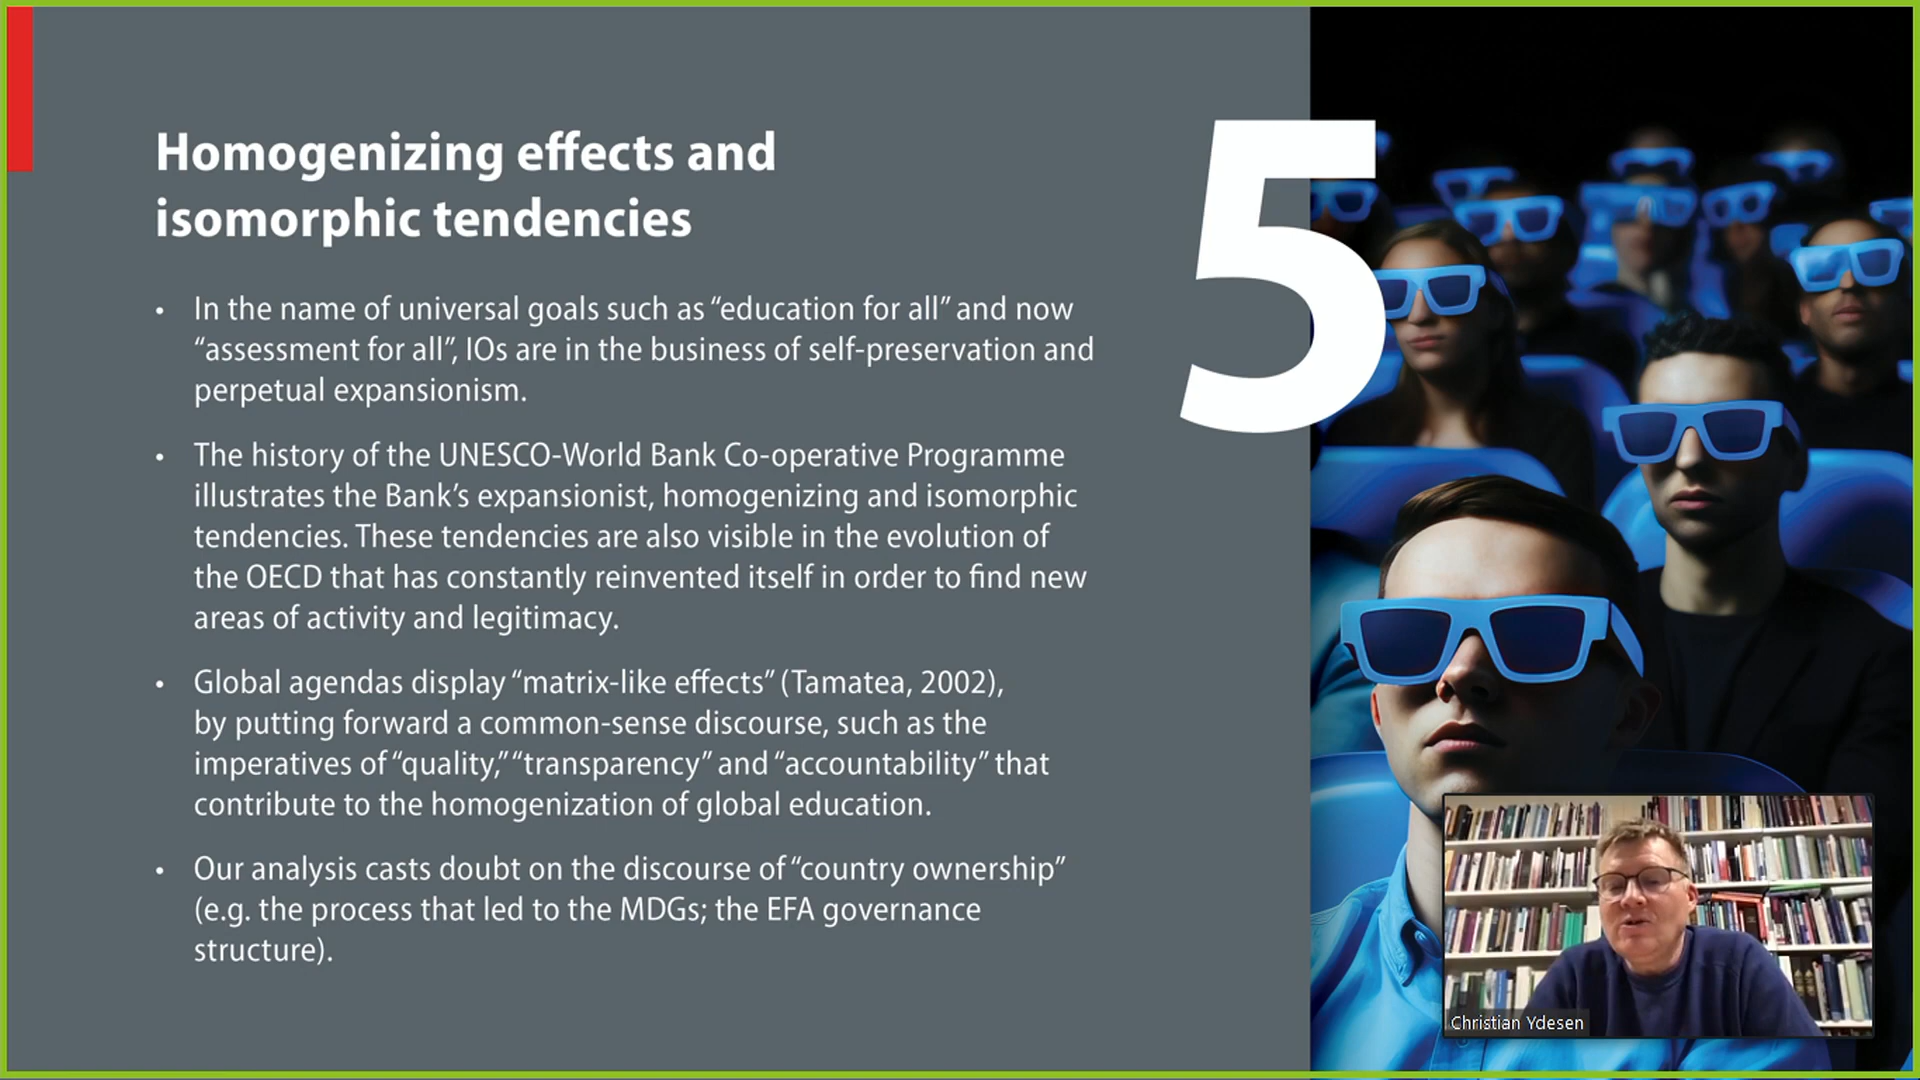 Homogenizing effects and
isomorphic tendencies
5
• In the name of universal goals such as “education for all” and now
“assessment for all”, IOs are in the business of self-preservation and
perpetual expansionism.
• The history of the UNESCO-World Bank Co-operative Programme
illustrates the Bank’s expansionist, homogenizing and isomorphic
tendencies. These tendencies are also visible in the evolution of
the OECD that has constantly reinvented itself in order to find new
areas of activity and legitimacy.
• Global agendas display “matrix-like effects” (Tamatea, 2002),
by putting forward a common-sense discourse, such as the
imperatives of “quality,” “transparency” and “accountability” that
contribute to the homogenization of global education.
• Our analysis casts doubt on the discourse of “country ownership”
(e.g. the process that led to the MDGs; the EFA governance
structure).
Christian Ydesen